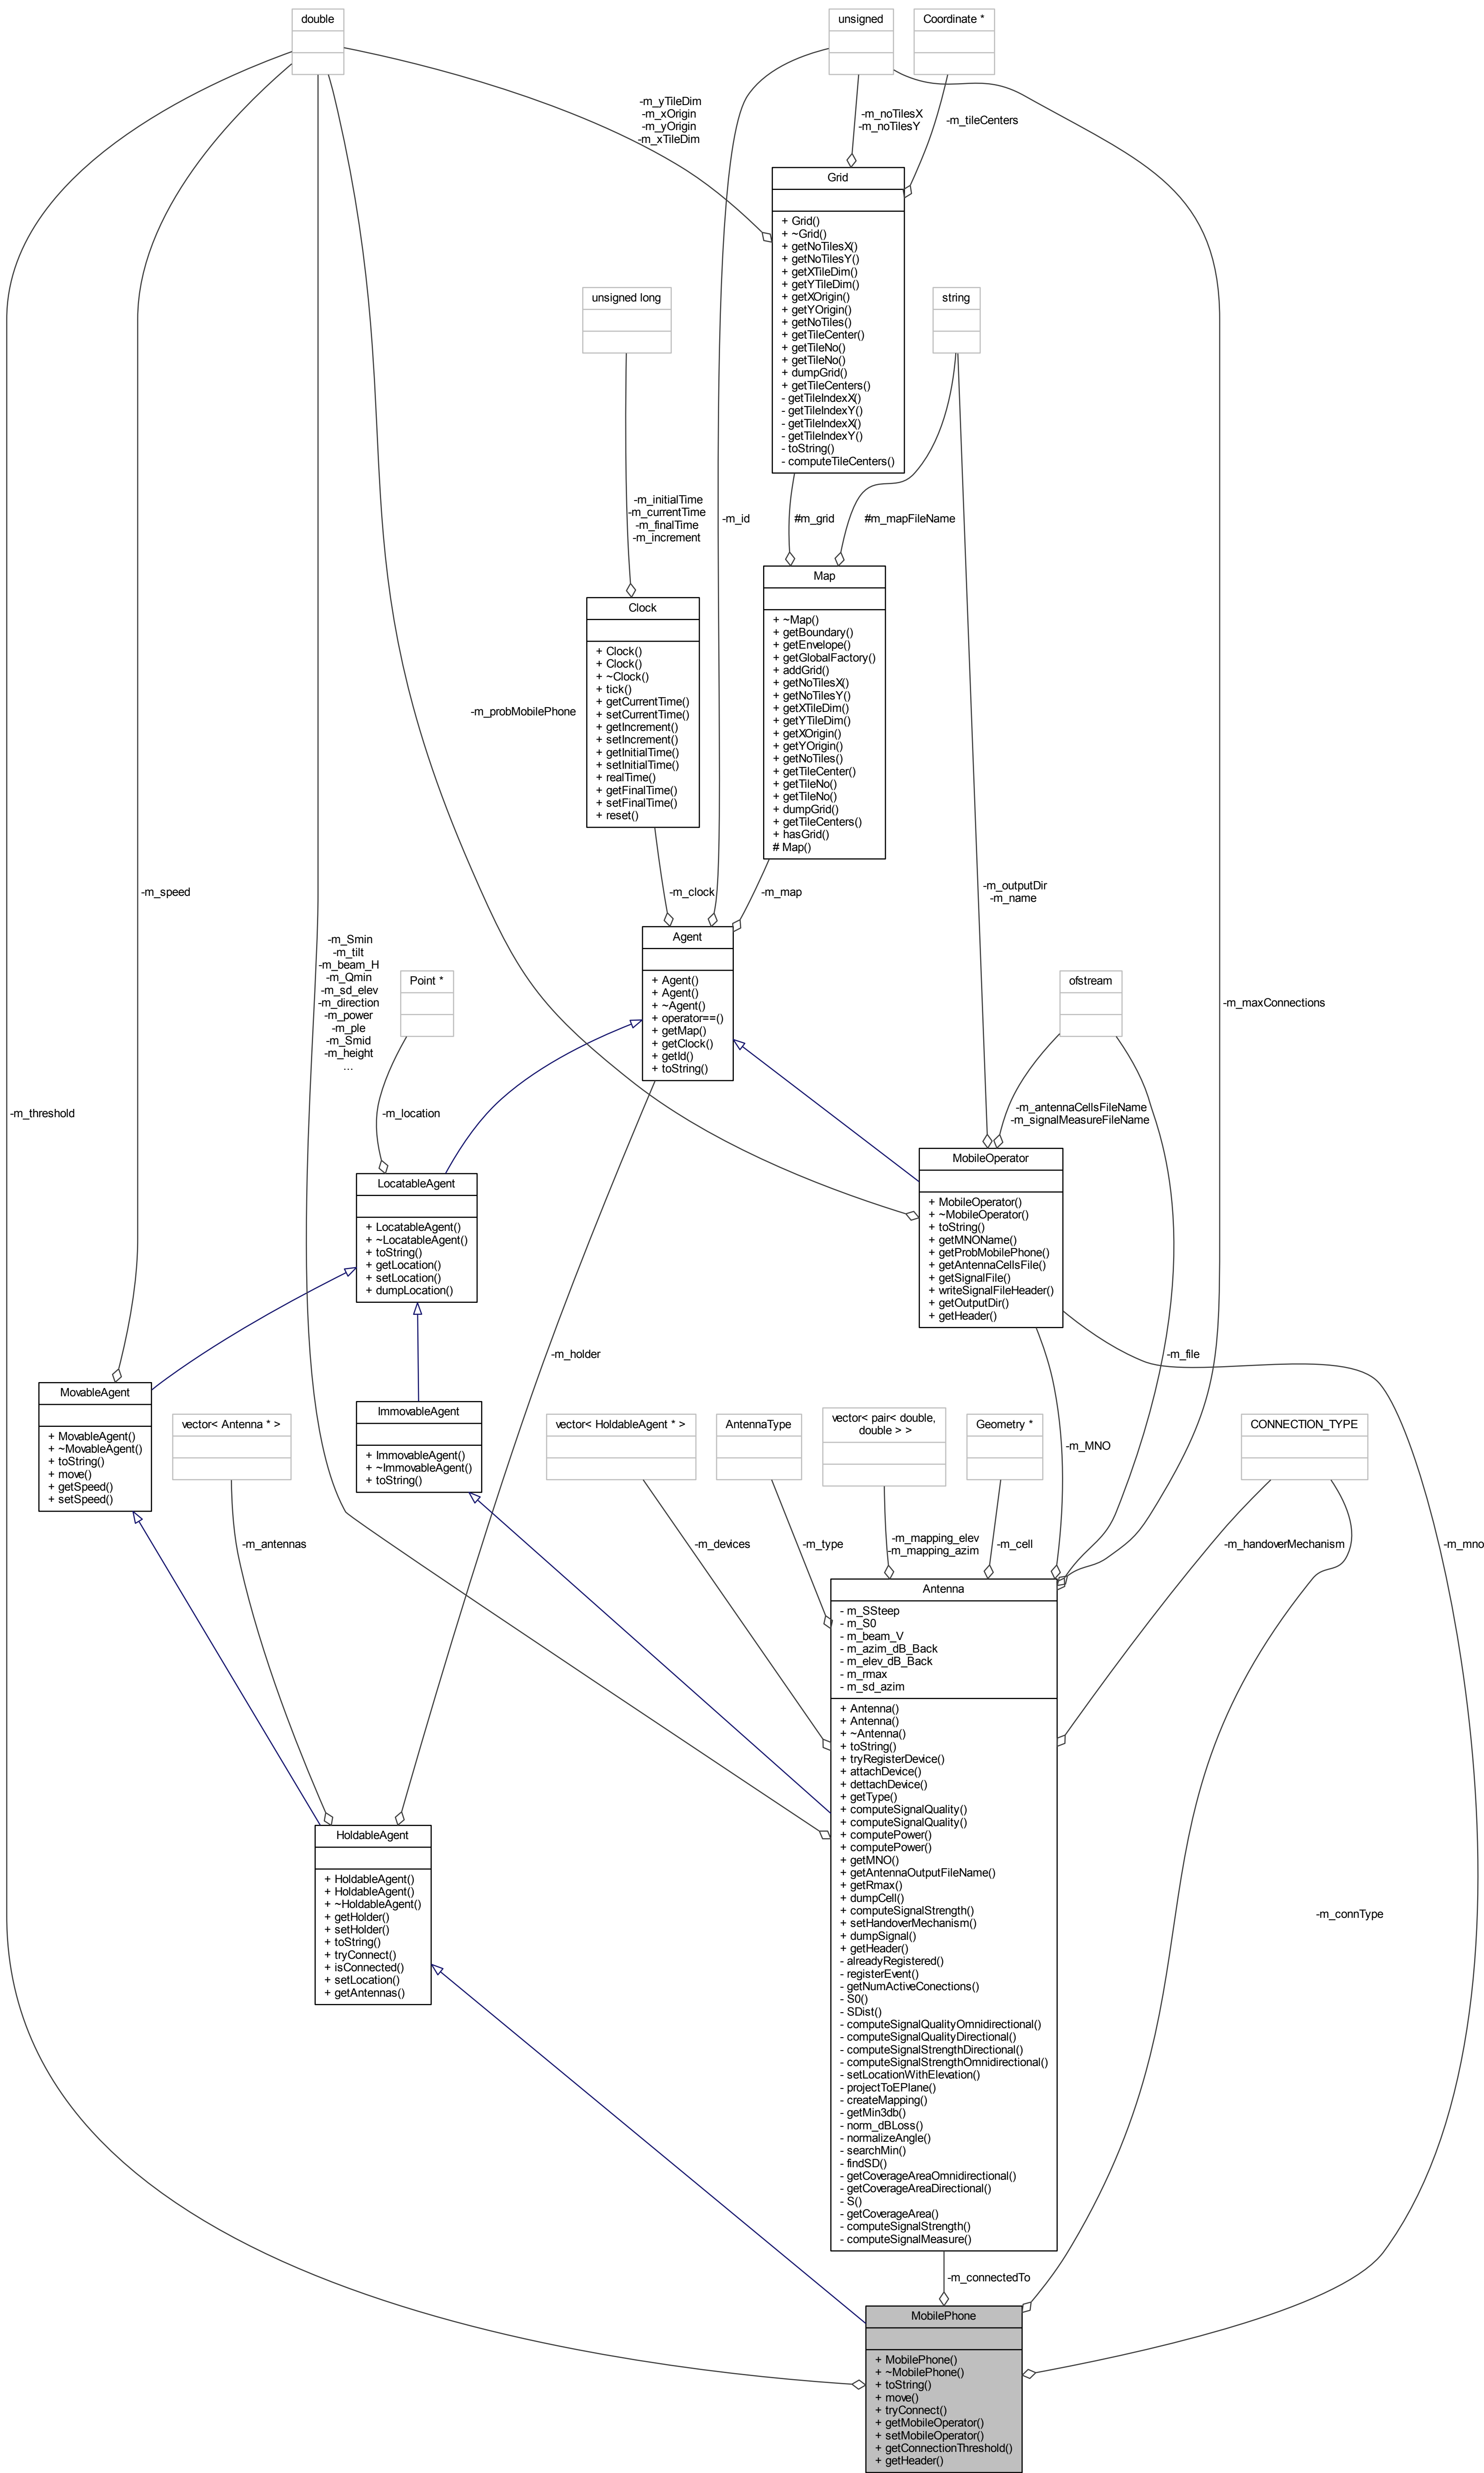 double
unsigned
Coordinate *
-m_yTileDim
-m_xOrigin
-m_yOrigin
-m_xTileDim
-m_noTilesX
-m_noTilesY
-m_tileCenters
Grid
+ Grid()
+ ~Grid()
+ getNoTilesX()
+ getNoTilesY()
+ getXTileDim()
+ getYTileDim()
+ getXOrigin()
+ getYOrigin()
+ getNoTiles()
+ getTileCenter()
+ getTileNo()
+ getTileNo()
+ dumpGrid()
+ getTileCenters()
- getTileIndexX()
- getTileIndexY()
- getTileIndexX()
- getTileIndexY()
- toString()
- computeTileCenters()
unsigned long
string
-m_initialTime
-m_currentTime
-m_finalTime
-m_increment
-m_id
#m_grid
#m_mapFileName
Clock
+ Clock()
+ Clock()
+ ~Clock()
+ tick()
+ getCurrentTime()
+ setCurrentTime()
+ getIncrement()
+ setIncrement()
+ getInitialTime()
+ setInitialTime()
+ realTime()
+ getFinalTime()
+ setFinalTime()
+ reset()
Map
+ ~Map()
+ getBoundary()
+ getEnvelope()
+ getGlobalFactory()
+ addGrid()
+ getNoTilesX()
+ getNoTilesY()
+ getXTileDim()
+ getYTileDim()
+ getXOrigin()
+ getYOrigin()
+ getNoTiles()
+ getTileCenter()
+ getTileNo()
+ getTileNo()
+ dumpGrid()
+ getTileCenters()
+ hasGrid()
# Map()
-m_probMobilePhone
-m_speed
-m_clock
-m_map
-m_outputDir
-m_name
-m_Smin
-m_tilt
-m_beam_H
-m_Qmin
-m_sd_elev
-m_direction
-m_power
-m_ple
-m_Smid
-m_height
...
Point *
Agent
+ Agent()
+ Agent()
+ ~Agent()
+ operator==()
+ getMap()
+ getClock()
+ getId()
+ toString()
ofstream
-m_maxConnections
-m_threshold
-m_location
-m_antennaCellsFileName
-m_signalMeasureFileName
LocatableAgent
+ LocatableAgent()
+ ~LocatableAgent()
+ toString()
+ getLocation()
+ setLocation()
+ dumpLocation()
MobileOperator
+ MobileOperator()
+ ~MobileOperator()
+ toString()
+ getMNOName()
+ getProbMobilePhone()
+ getAntennaCellsFile()
+ getSignalFile()
+ writeSignalFileHeader()
+ getOutputDir()
+ getHeader()
-m_holder
-m_file
MovableAgent
+ MovableAgent()
+ ~MovableAgent()
+ toString()
+ move()
+ getSpeed()
+ setSpeed()
vector< Antenna * >
ImmovableAgent
+ ImmovableAgent()
+ ~ImmovableAgent()
+ toString()
vector< HoldableAgent * >
AntennaType
vector< pair< double,
double > >
Geometry *
-m_MNO
CONNECTION_TYPE
-m_antennas
-m_devices
-m_type
-m_mapping_elev
-m_mapping_azim
-m_cell
-m_handoverMechanism
-m_mno
Antenna
- m_SSteep
- m_S0
- m_beam_V
- m_azim_dB_Back
- m_elev_dB_Back
- m_rmax
- m_sd_azim
+ Antenna()
+ Antenna()
+ ~Antenna()
+ toString()
+ tryRegisterDevice()
+ attachDevice()
+ dettachDevice()
+ getType()
+ computeSignalQuality()
+ computeSignalQuality()
+ computePower()
+ computePower()
+ getMNO()
+ getAntennaOutputFileName()
+ getRmax()
+ dumpCell()
+ computeSignalStrength()
+ setHandoverMechanism()
+ dumpSignal()
+ getHeader()
- alreadyRegistered()
- registerEvent()
- getNumActiveConections()
- S0()
- SDist()
- computeSignalQualityOmnidirectional()
- computeSignalQualityDirectional()
- computeSignalStrengthDirectional()
- computeSignalStrengthOmnidirectional()
- setLocationWithElevation()
- projectToEPlane()
- createMapping()
- getMin3db()
- norm_dBLoss()
- normalizeAngle()
- searchMin()
- findSD()
- getCoverageAreaOmnidirectional()
- getCoverageAreaDirectional()
- S()
- getCoverageArea()
- computeSignalStrength()
- computeSignalMeasure()
HoldableAgent
+ HoldableAgent()
+ HoldableAgent()
+ ~HoldableAgent()
+ getHolder()
+ setHolder()
+ toString()
+ tryConnect()
+ isConnected()
+ setLocation()
+ getAntennas()
-m_connType
-m_connectedTo
MobilePhone
+ MobilePhone()
+ ~MobilePhone()
+ toString()
+ move()
+ tryConnect()
+ getMobileOperator()
+ setMobileOperator()
+ getConnectionThreshold()
+ getHeader()